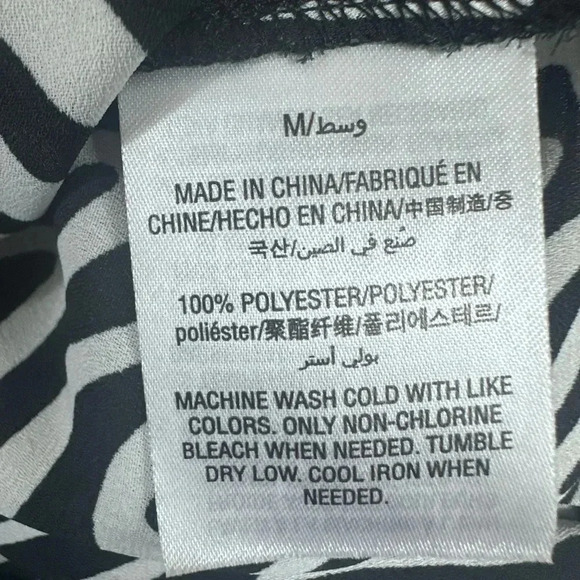 M/وسط
MADE IN CHINA/FABRIQUÉ EN
CHINE/HECHO EN CHINA/中国制造/중
국산/صُنع في الصين
100% POLYESTER/POLYESTER/
poliéster/聚酯纤维/폴리에스테르/
بولي أستر
MACHINE WASH COLD WITH LIKE
COLORS. ONLY NON-CHLORINE
BLEACH WHEN NEEDED. TUMBLE
DRY LOW. COOL IRON WHEN
NEEDED.